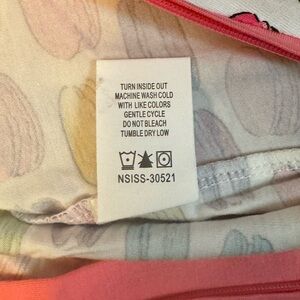 TURN INSIDE OUT
MACHINE WASH COLD
WITH LIKE COLORS
GENTLE CYCLE
DO NOT BLEACH
TUMBLE DRY LOW
NSISS-30521